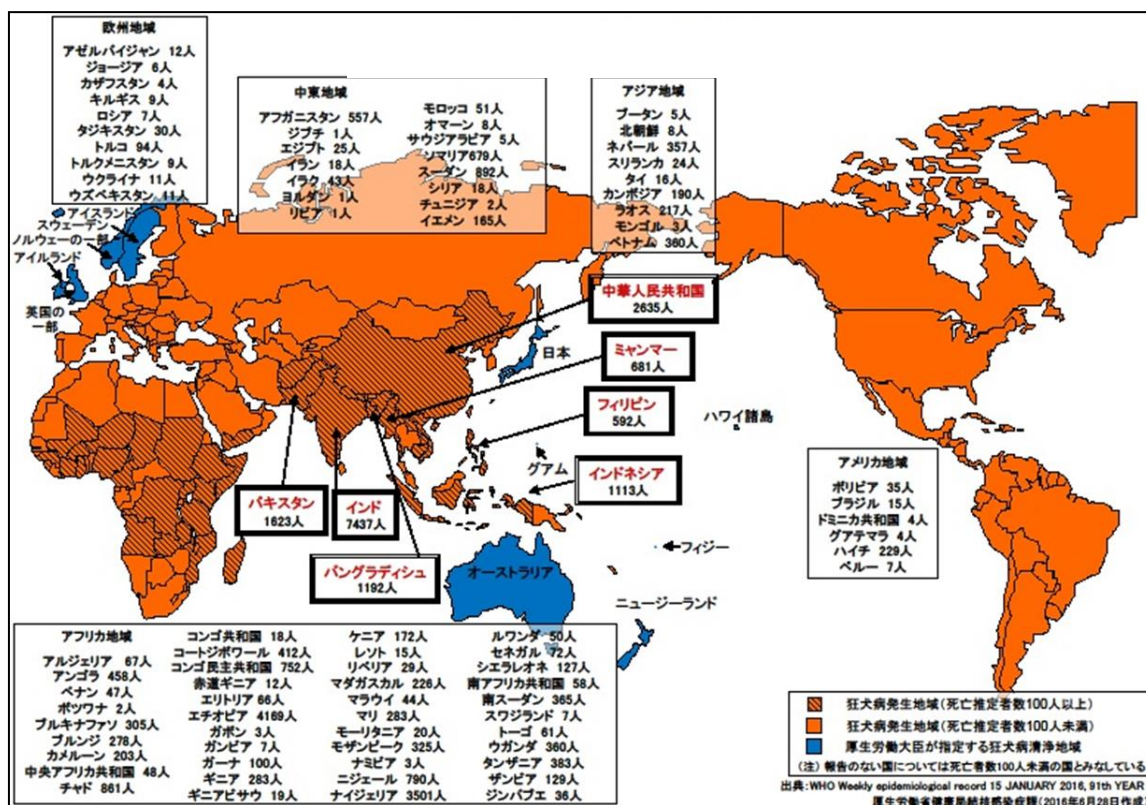 欧州地域
アゼルバイジャン 12人
ジョージア 6人
カザフスタン 4人
キルギス 9人
ロシア 7人
タジキスタン 30人
トルコ 94人
トルクメニスタン 9人
ウクライナ 11人
ウズベキスタン 11人
中東地域
アフガニスタン 557人
ジブチ 1人
エジプト 25人
イラン 18人
イラク 43人
ヨルダン 1人
リビア 1人
モロッコ 51人
オマーン 8人
サウジアラビア 5人
ソマリア679人
スーダン 892人
シリア 18人
チュニジア 2人
イエメン 165人
アジア地域
ブータン 5人
北朝鮮 8人
ネパール 357人
スリランカ 24人
タイ 16人
カンボジア 190人
ラオス 217人
モンゴル 3人
ベトナム 360人
アイスランド
スウェーデン
ノルウェーの一部
アイルランド
英国の
一部
中華人民共和国
2635人
日本
ミャンマー
681人
フィリピン
592人
ハワイ諸島
グアム
インドネシア
1113人
パキスタン
1623人
インド
7437人
バングラディシュ
1192人
オーストラリア
フィジー
ニュージーランド
アメリカ地域
ボリビア 35人
ブラジル 15人
ドミニカ共和国 4人
グアテマラ 4人
ハイチ 229人
ペルー 7人
アフリカ地域
アルジェリア 67人
アンゴラ 458人
ベナン 47人
ボツワナ 2人
ブルキナファソ 305人
ブルンジ 278人
カメルーン 203人
中央アフリカ共和国 48人
チャド 861人
コンゴ共和国 18人
コートジボワール 412人
コンゴ民主共和国 752人
赤道ギニア 12人
エリトリア 66人
エチオピア 4169人
ガボン 3人
ガンビア 7人
ガーナ 100人
ギニア 283人
ギニアビサウ 19人
ケニア 172人
レソト 15人
リベリア 29人
マダガスカル 226人
マラウイ 44人
マリ 283人
モーリタニア 20人
モザンビーク 325人
ナミビア 3人
ニジェール 790人
ナイジェリア 3501人
ルワンダ 50人
セネガル 72人
シエラレオネ 127人
南アフリカ共和国 58人
南スーダン 365人
スワジランド 7人
トーゴ 61人
ウガンダ 360人
タンザニア 383人
ザンビア 129人
ジンバブエ 36人
狂犬病発生地域(死亡推定者数100人以上)
狂犬病発生地域(死亡推定者数100人未満)
厚生労働大臣が指定する狂犬病清浄地域
(注) 報告のない国については死亡者数100人未満の国とみなしている
出典:WHO Weekly epidemiological record 15 JANUARY 2016, 91th YEAR
厚生労働省健康局結核感染症課(2016年6月28日作成)